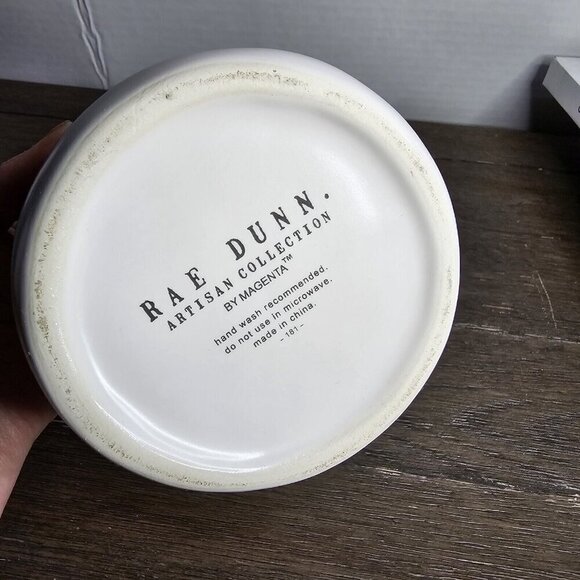 RAE DUNN.
ARTISAN COLLECTION
BY MAGENTA™
hand wash recommended.
do not use in microwave.
made in china.
- 181 -